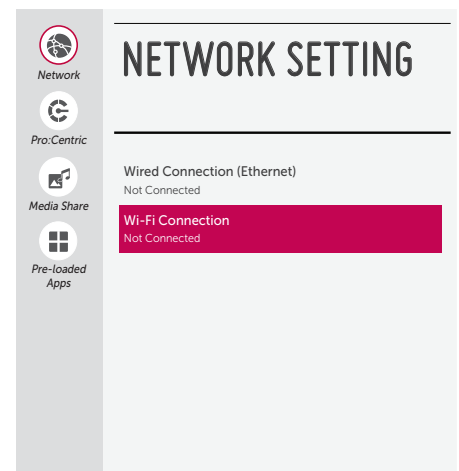 Network
Pro:Centric
Media Share
Pre-loaded
Apps
NETWORK SETTING
Wired Connection (Ethernet)
Not Connected
Wi-Fi Connection
Not Connected